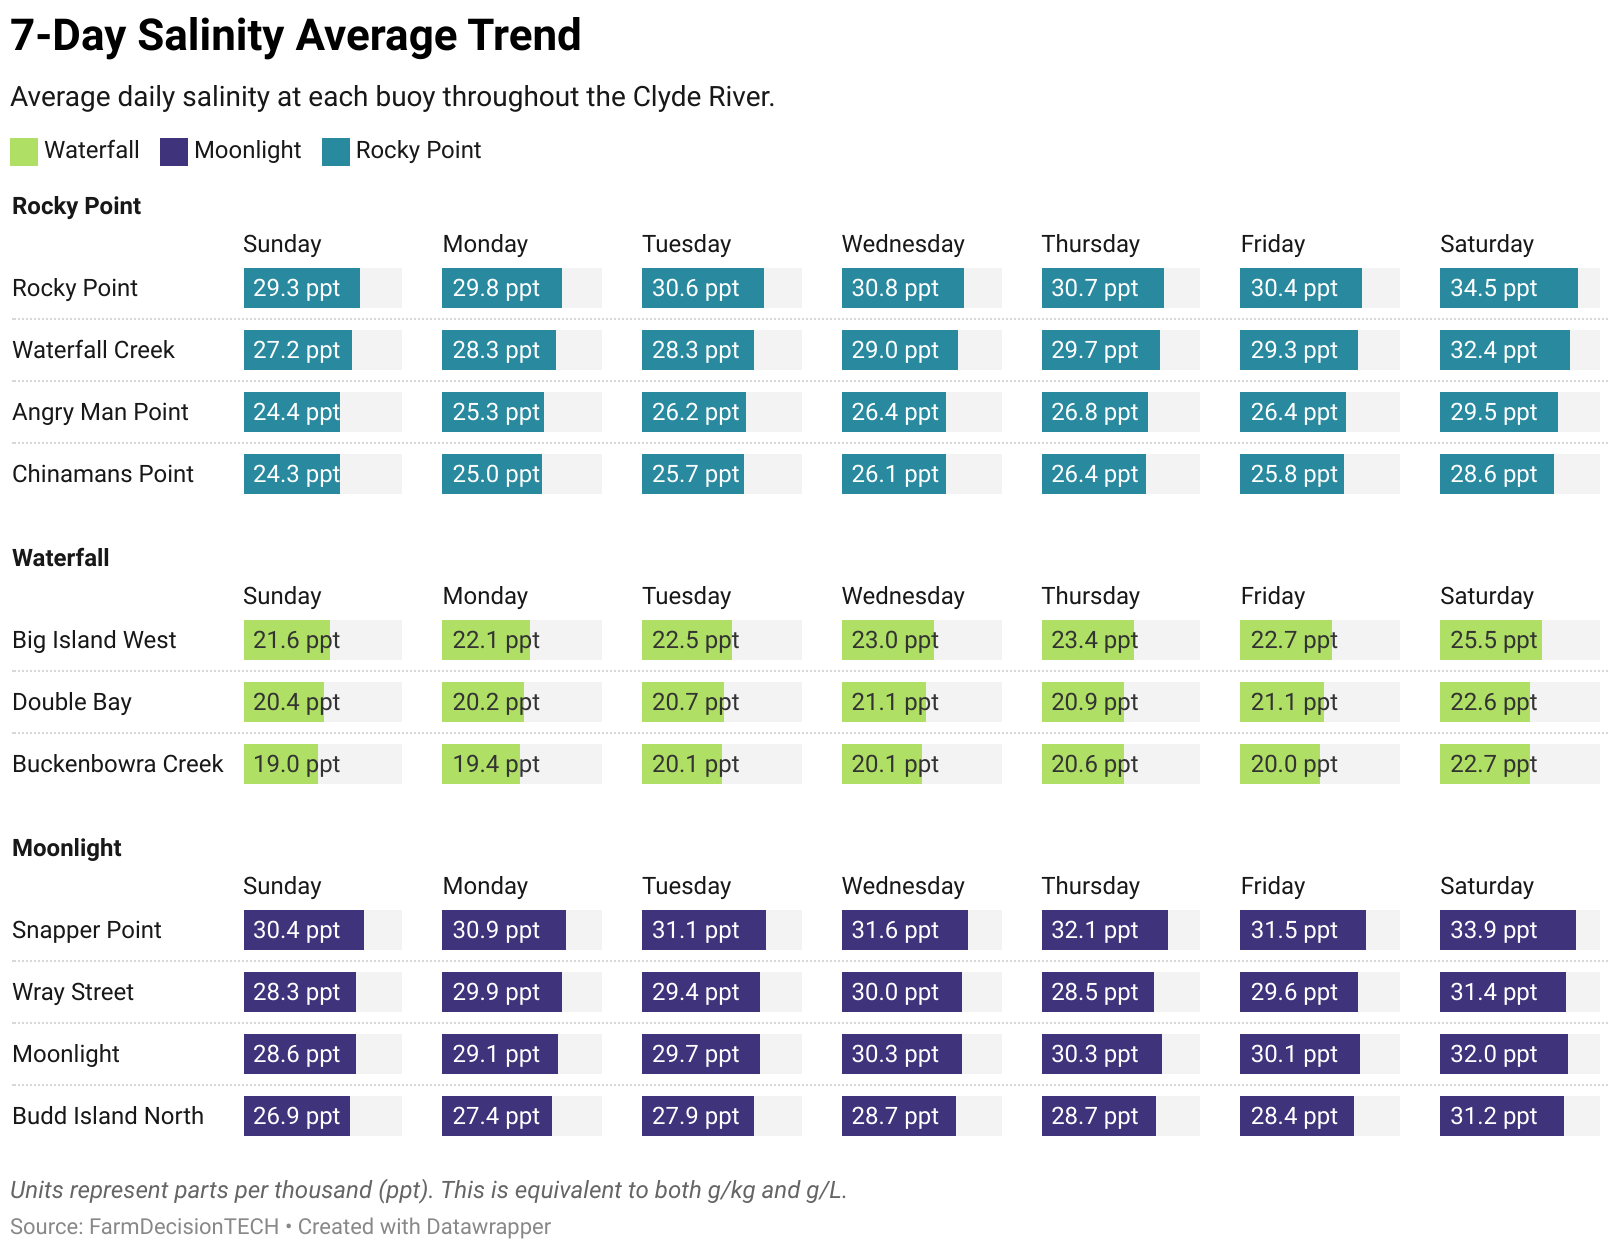 7-Day Salinity Average Trend
Average daily salinity at each buoy throughout the Clyde River.
Waterfall Moonlight Rocky Point
Rocky Point
Sunday Monday Tuesday Wednesday Thursday Friday Saturday
Rocky Point 29.3 ppt 29.8 ppt 30.6 ppt 30.8 ppt 30.7 ppt 30.4 ppt 34.5 ppt
Waterfall Creek 27.2 ppt 28.3 ppt 28.3 ppt 29.0 ppt 29.7 ppt 29.3 ppt 32.4 ppt
Angry Man Point 24.4 ppt 25.3 ppt 26.2 ppt 26.4 ppt 26.8 ppt 26.4 ppt 29.5 ppt
Chinamans Point 24.3 ppt 25.0 ppt 25.7 ppt 26.1 ppt 26.4 ppt 25.8 ppt 28.6 ppt
Waterfall
Sunday Monday Tuesday Wednesday Thursday Friday Saturday
Big Island West 21.6 ppt 22.1 ppt 22.5 ppt 23.0 ppt 23.4 ppt 22.7 ppt 25.5 ppt
Double Bay 20.4 ppt 20.2 ppt 20.7 ppt 21.1 ppt 20.9 ppt 21.1 ppt 22.6 ppt
Buckenbowra Creek 19.0 ppt 19.4 ppt 20.1 ppt 20.1 ppt 20.6 ppt 20.0 ppt 22.7 ppt
Moonlight
Sunday Monday Tuesday Wednesday Thursday Friday Saturday
Snapper Point 30.4 ppt 30.9 ppt 31.1 ppt 31.6 ppt 32.1 ppt 31.5 ppt 33.9 ppt
Wray Street 28.3 ppt 29.9 ppt 29.4 ppt 30.0 ppt 28.5 ppt 29.6 ppt 31.4 ppt
Moonlight 28.6 ppt 29.1 ppt 29.7 ppt 30.3 ppt 30.3 ppt 30.1 ppt 32.0 ppt
Budd Island North 26.9 ppt 27.4 ppt 27.9 ppt 28.7 ppt 28.7 ppt 28.4 ppt 31.2 ppt
Units represent parts per thousand (ppt). This is equivalent to both g/kg and g/L.
Source: FarmDecisionTECH • Created with Datawrapper